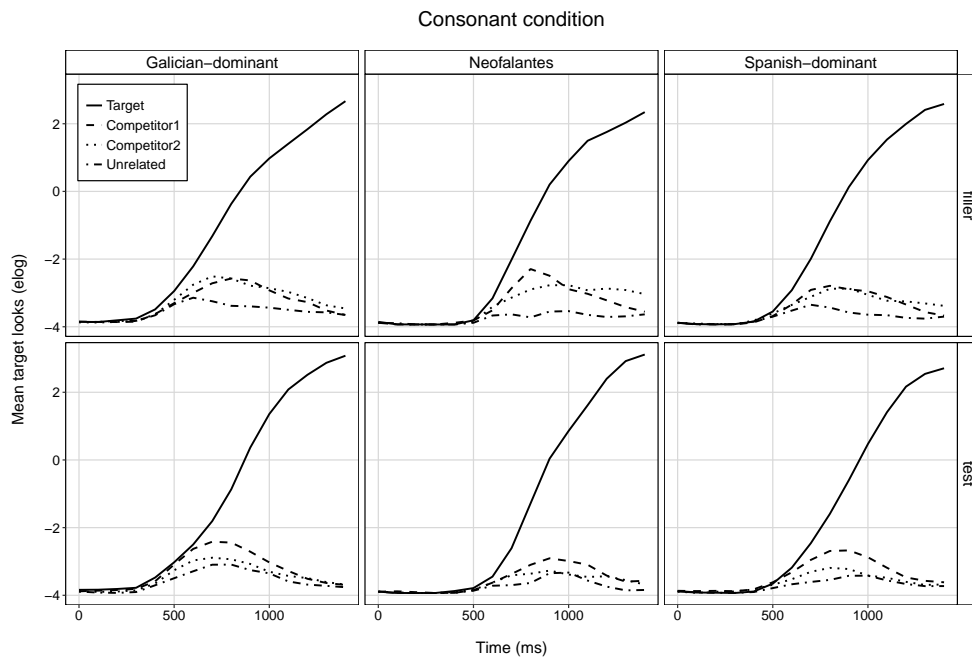 Consonant condition
Galician−dominant
Neofalantes
Spanish−dominant
Target
Competitor1
Competitor2
Unrelated
2
0
−2
−4
filler
2
0
−2
−4
test
Mean target looks (elog)
0
500
1000
0
500
1000
0
500
1000
Time (ms)